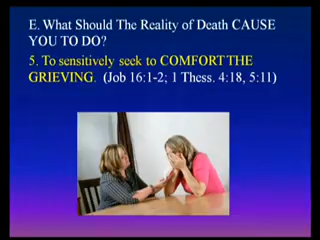 E. What Should The Reality of Death CAUSE
YOU TO DO?
5. To sensitively seek to COMFORT THE
GRIEVING. (Job 16:1-2; 1 Thess. 4:18, 5:11)